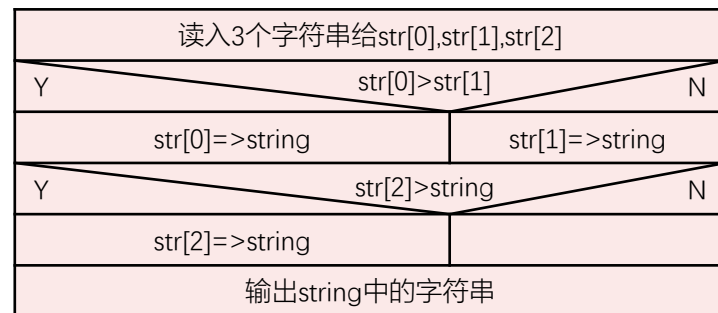 读入3个字符串给str[0],str[1],str[2]
Y str[0]>str[1] N
str[0]=>string str[1]=>string
Y str[2]>string N
str[2]=>string
输出string中的字符串